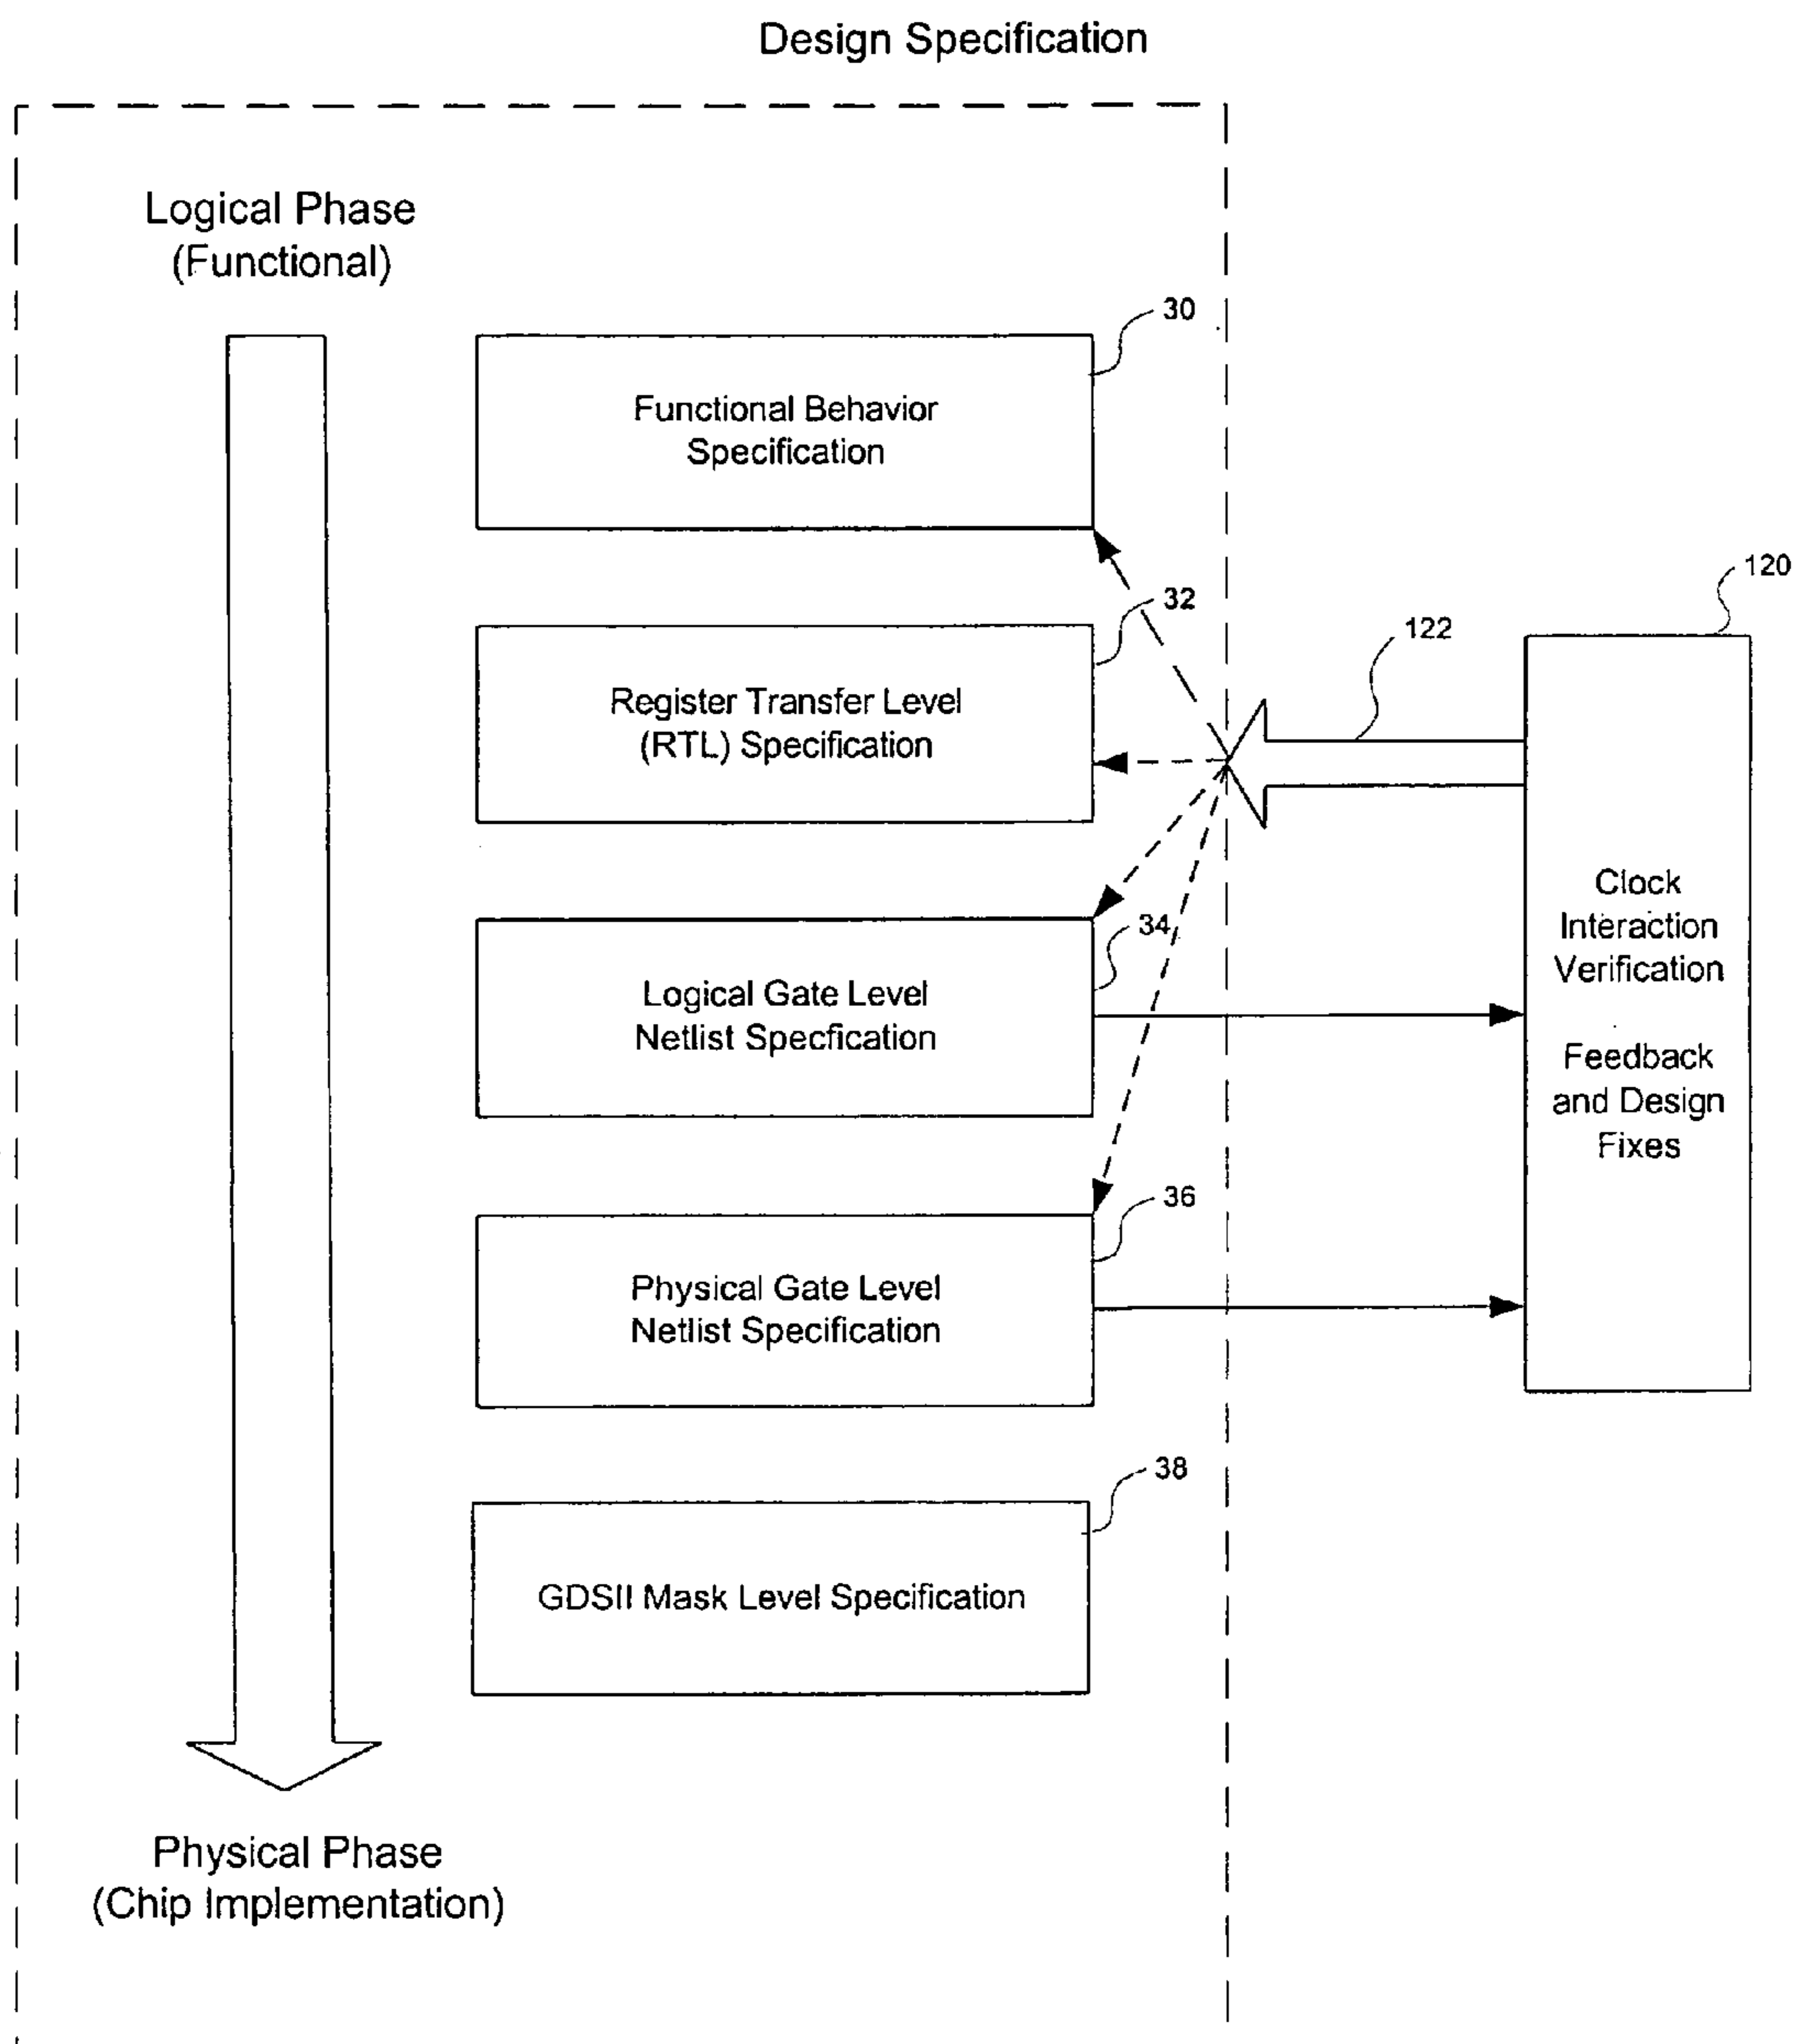 Design Specification
Logical Phase
(Functional)
30
Functional Behavior
Specification
120
32
122
Register Transfer Level
(RTL) Specification
Clock
Interaction
Verification
Feedback
and Design
Fixes
34
Logical Gate Level
Netlist Specfication
36
Physical Gate Level
Netlist Specification
38
GDSII Mask Level Specification
Physical Phase
(Chip Implementation)